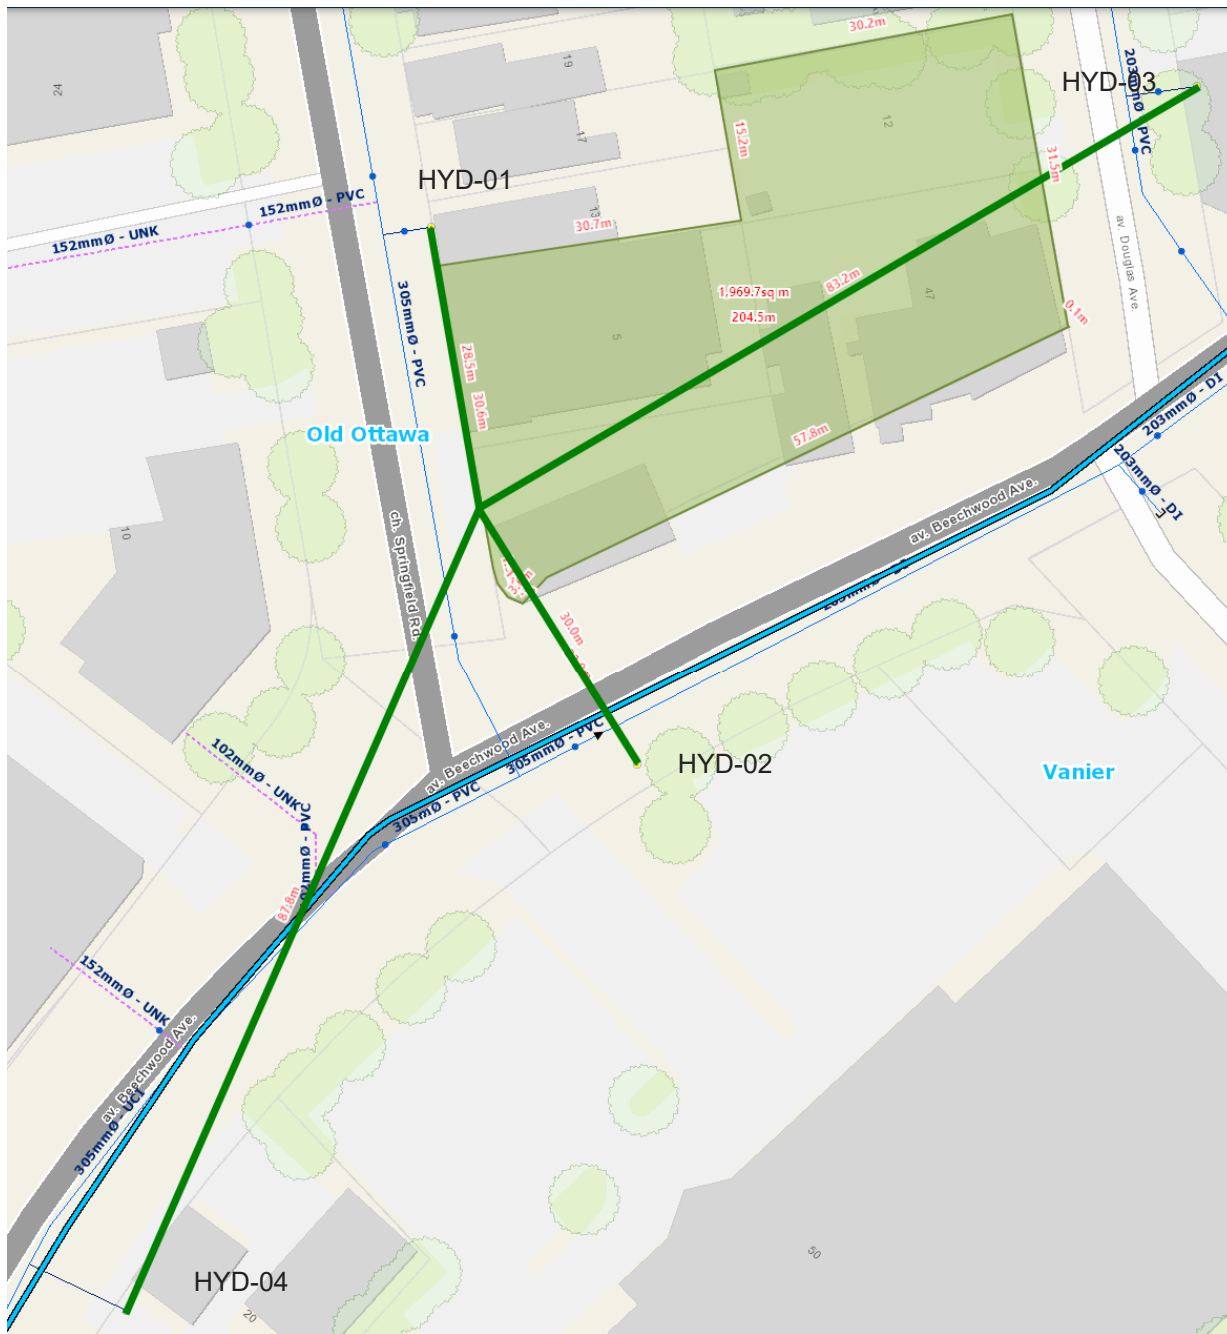 30.2m
24
19
HYD-03
203mmØ - PVC
12
15.2m
17
31.5m
HYD-01
152mmØ - PVC
13
30.7m
152mmØ - UNK
av. Douglas Ave.
83.2m
1,969.7sq m
204.5m
47
0.1m
305mmØ - PVC
5
28.5m
30.6m
203mmØ - DI
Old Ottawa
57.8m
203mmØ - DI
10
ch. Springfield Rd.
av. Beechwood Ave.
30.0m
av. Beechwood Ave.
305mmØ - PVC
HYD-02
Vanier
102mmØ - UNK
305mmØ - PVC
87.8m
152mmØ - UNK
av. Beechwood Ave.
305mmØ - UCI
50
HYD-04
20